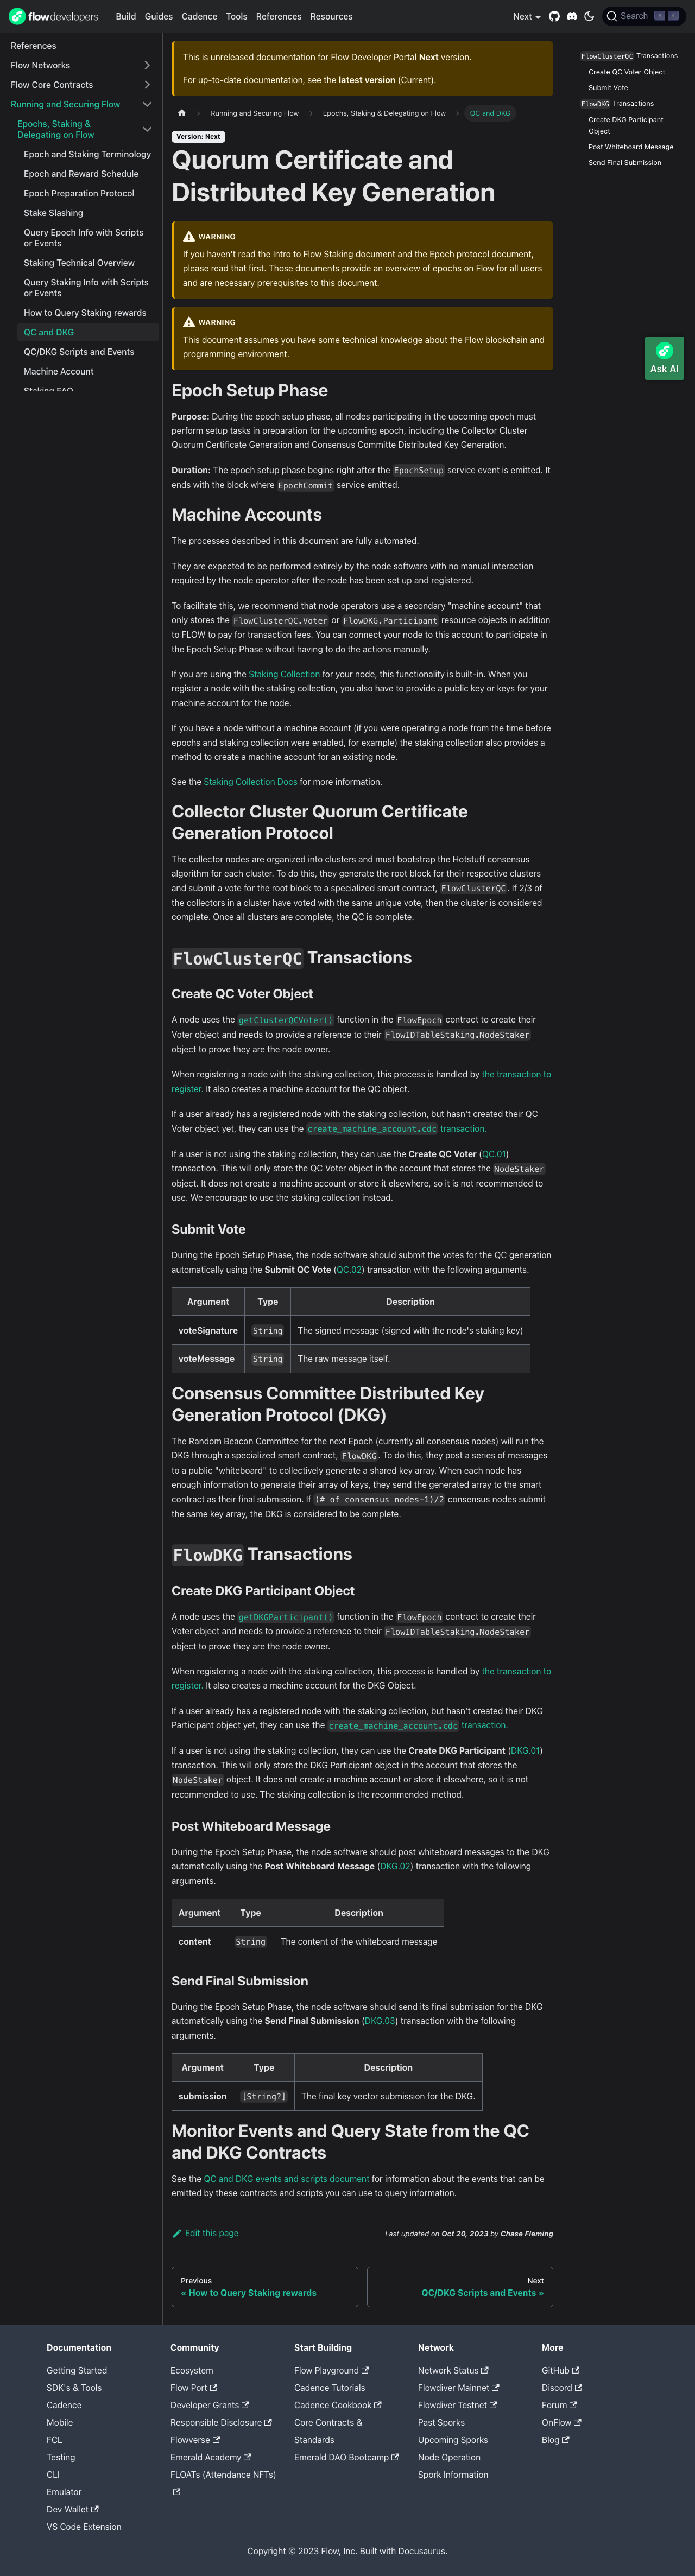 flowdevelopers
Build
Guides
Cadence
Tools
References
Resources
Next
Search
References
Flow Networks
Flow Core Contracts
Running and Securing Flow
Epochs, Staking &
Delegating on Flow
Epoch and Staking Terminology
Epoch and Reward Schedule
Epoch Preparation Protocol
Stake Slashing
Query Epoch Info with Scripts
or Events
Staking Technical Overview
Query Staking Info with Scripts
or Events
How to Query Staking rewards
QC and DKG
QC/DKG Scripts and Events
Machine Account
Staking FAQ
This is unreleased documentation for Flow Developer Portal Next version.
For up-to-date documentation, see the latest version (Current).
Running and Securing Flow
Epochs, Staking & Delegating on Flow
QC and DKG
Version: Next
Quorum Certificate and
Distributed Key Generation
WARNING
If you haven't read the Intro to Flow Staking document and the Epoch protocol document,
please read that first. Those documents provide an overview of epochs on Flow for all users
and are necessary prerequisites to this document.
WARNING
This document assumes you have some technical knowledge about the Flow blockchain and
programming environment.
Epoch Setup Phase
Purpose: During the epoch setup phase, all nodes participating in the upcoming epoch must
perform setup tasks in preparation for the upcoming epoch, including the Collector Cluster
Quorum Certificate Generation and Consensus Committe Distributed Key Generation.
Duration: The epoch setup phase begins right after the EpochSetup service event is emitted. It
ends with the block where EpochCommit service emitted.
Machine Accounts
The processes described in this document are fully automated.
They are expected to be performed entirely by the node software with no manual interaction
required by the node operator after the node has been set up and registered.
To facilitate this, we recommend that node operators use a secondary "machine account" that
only stores the FlowClusterQC.Voter or FlowDKG.Participant resource objects in addition
to FLOW to pay for transaction fees. You can connect your node to this account to participate in
the Epoch Setup Phase without having to do the actions manually.
If you are using the Staking Collection for your node, this functionality is built-in. When you
register a node with the staking collection, you also have to provide a public key or keys for your
machine account for the node.
If you have a node without a machine account (if you were operating a node from the time before
epochs and staking collection were enabled, for example) the staking collection also provides a
method to create a machine account for an existing node.
See the Staking Collection Docs for more information.
Collector Cluster Quorum Certificate
Generation Protocol
The collector nodes are organized into clusters and must bootstrap the Hotstuff consensus
algorithm for each cluster. To do this, they generate the root block for their respective clusters
and submit a vote for the root block to a specialized smart contract, FlowClusterQC. If 2/3 of
the collectors in a cluster have voted with the same unique vote, then the cluster is considered
complete. Once all clusters are complete, the QC is complete.
FlowClusterQC Transactions
Create QC Voter Object
A node uses the getClusterQCVoter() function in the FlowEpoch contract to create their
Voter object and needs to provide a reference to their FlowIDTableStaking.NodeStaker
object to prove they are the node owner.
When registering a node with the staking collection, this process is handled by the transaction to
register. It also creates a machine account for the QC object.
If a user already has a registered node with the staking collection, but hasn't created their QC
Voter object yet, they can use the create_machine_account.cdc transaction.
If a user is not using the staking collection, they can use the Create QC Voter (QC.01)
transaction. This will only store the QC Voter object in the account that stores the NodeStaker
object. It does not create a machine account or store it elsewhere, so it is not recommended to
use. We encourage to use the staking collection instead.
Submit Vote
During the Epoch Setup Phase, the node software should submit the votes for the QC generation
automatically using the Submit QC Vote (QC.02) transaction with the following arguments.
Argument Type Description
voteSignature String The signed message (signed with the node's staking key)
voteMessage String The raw message itself.
Consensus Committee Distributed Key
Generation Protocol (DKG)
The Random Beacon Committee for the next Epoch (currently all consensus nodes) will run the
DKG through a specialized smart contract, FlowDKG. To do this, they post a series of messages
to a public "whiteboard" to collectively generate a shared key array. When each node has
enough information to generate their array of keys, they send the generated array to the smart
contract as their final submission. If (# of consensus nodes-1)/2 consensus nodes submit
the same key array, the DKG is considered to be complete.
FlowDKG Transactions
Create DKG Participant Object
A node uses the getDKGParticipant() function in the FlowEpoch contract to create their
Voter object and needs to provide a reference to their FlowIDTableStaking.NodeStaker
object to prove they are the node owner.
When registering a node with the staking collection, this process is handled by the transaction to
register. It also creates a machine account for the DKG Object.
If a user already has a registered node with the staking collection, but hasn't created their DKG
Participant object yet, they can use the create_machine_account.cdc transaction.
If a user is not using the staking collection, they can use the Create DKG Participant (DKG.01)
transaction. This will only store the DKG Participant object in the account that stores the
NodeStaker object. It does not create a machine account or store it elsewhere, so it is not
recommended to use. The staking collection is the recommended method.
Post Whiteboard Message
During the Epoch Setup Phase, the node software should post whiteboard messages to the DKG
automatically using the Post Whiteboard Message (DKG.02) transaction with the following
arguments.
Argument Type Description
content String The content of the whiteboard message
Send Final Submission
During the Epoch Setup Phase, the node software should send its final submission for the DKG
automatically using the Send Final Submission (DKG.03) transaction with the following
arguments.
Argument Type Description
submission [String?] The final key vector submission for the DKG.
Monitor Events and Query State from the QC
and DKG Contracts
See the QC and DKG events and scripts document for information about the events that can be
emitted by these contracts and scripts you can use to query information.
Edit this page
Last updated on Oct 20, 2023 by Chase Fleming
Previous
« How to Query Staking rewards
Next
QC/DKG Scripts and Events »
FlowClusterQC Transactions
Create QC Voter Object
Submit Vote
FlowDKG Transactions
Create DKG Participant
Object
Post Whiteboard Message
Send Final Submission
Ask AI
Documentation
Getting Started
SDK's & Tools
Cadence
Mobile
FCL
Testing
CLI
Emulator
Dev Wallet
VS Code Extension
Community
Ecosystem
Flow Port
Developer Grants
Responsible Disclosure
Flowverse
Emerald Academy
FLOATs (Attendance NFTs)
Start Building
Flow Playground
Cadence Tutorials
Cadence Cookbook
Core Contracts &
Standards
Emerald DAO Bootcamp
Network
Network Status
Flowdiver Mainnet
Flowdiver Testnet
Past Sporks
Upcoming Sporks
Node Operation
Spork Information
More
GitHub
Discord
Forum
OnFlow
Blog
Copyright © 2023 Flow, Inc. Built with Docusaurus.